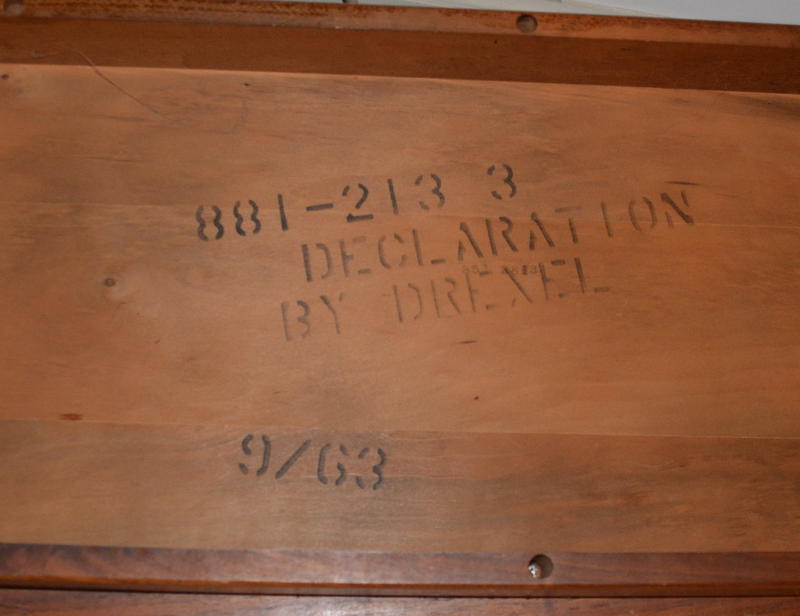 881-213 3
DECLARATION
BY DREXEL
9/63